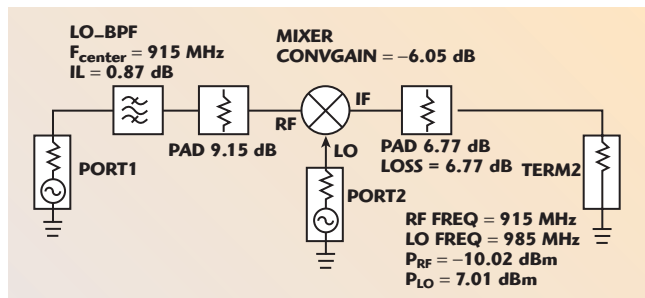 LO_BPF
Fcenter = 915 MHz
IL = 0.87 dB
MIXER
CONVGAIN = −6.05 dB
IF
RF
PAD 9.15 dB
LO
PAD 6.77 dB
LOSS = 6.77 dB
TERM2
PORT1
PORT2
RF FREQ = 915 MHz
LO FREQ = 985 MHz
PRF = −10.02 dBm
PLO = 7.01 dBm